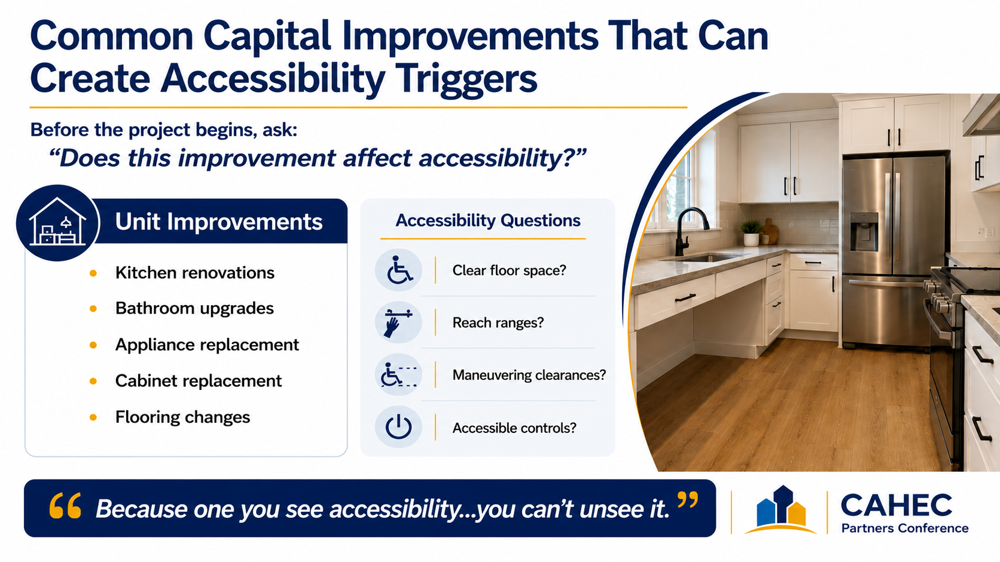 Common Capital Improvements That Can
Create Accessibility Triggers
Before the project begins, ask:
“Does this improvement affect accessibility?”
Unit Improvements
• Kitchen renovations
• Bathroom upgrades
• Appliance replacement
• Cabinet replacement
• Flooring changes
Accessibility Questions
Clear floor space?
Reach ranges?
Maneuvering clearances?
Accessible controls?
“Because one you see accessibility...you can’t unsee it.”
CAHEC
Partners Conference